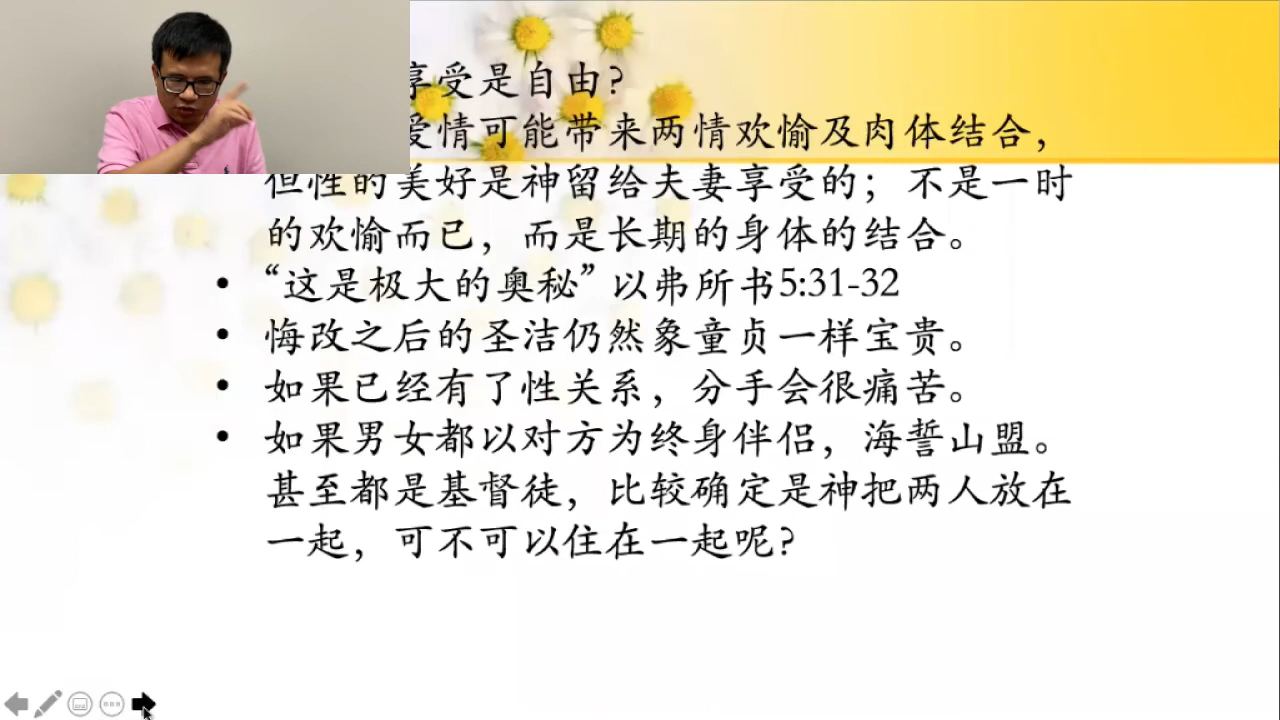 享受是自由?
爱情可能带来两情欢愉及肉体结合，
但性的美好是神留给夫妻享受的；不是一时
的欢愉而已，而是长期的身体的结合。
• “这是极大的奥秘” 以弗所书5:31-32
• 悔改之后的圣洁仍然象童贞一样宝贵。
• 如果已经有了性关系，分手会很痛苦。
• 如果男女都以对方为终身伴侣，海誓山盟。
甚至都是基督徒，比较确定是神把两人放在
一起，可不可以住在一起呢?